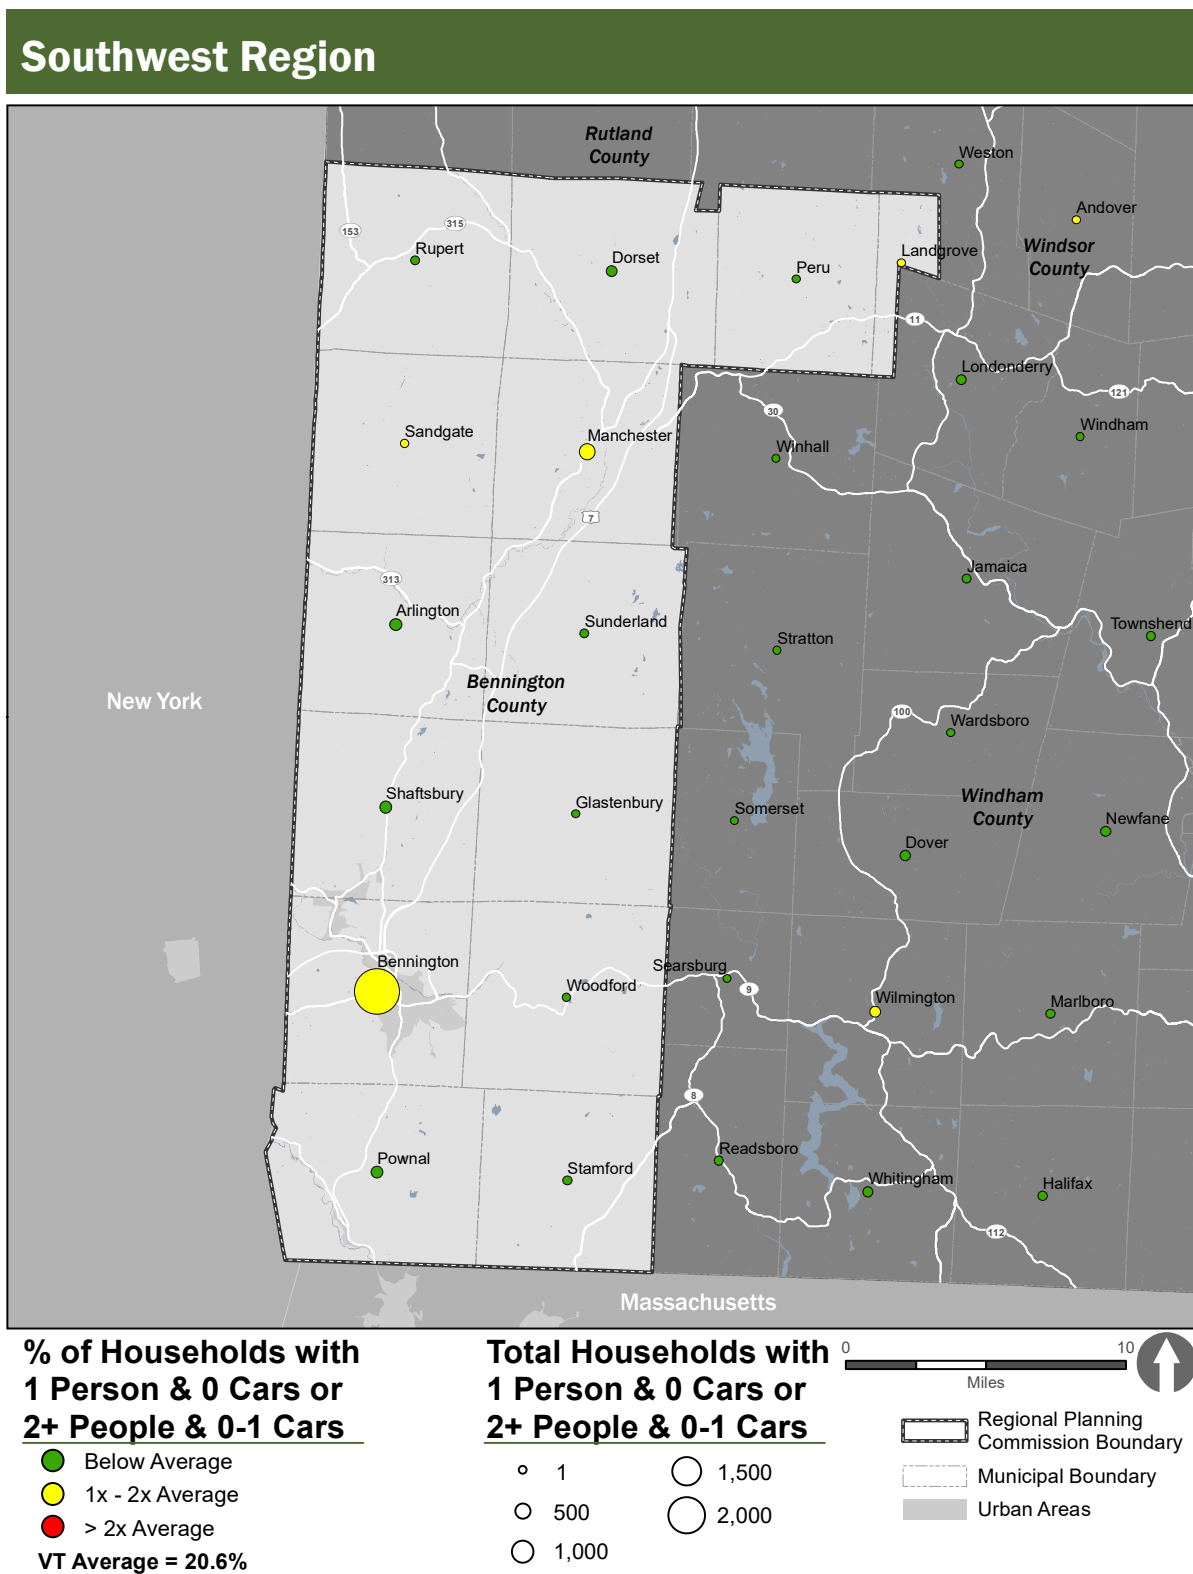 Southwest Region
Rutland
County
Weston
Andover
Windsor
County
153
315
Rupert
Dorset
Peru
Landgrove
11
Londonderry
121
30
Sandgate
Manchester
Winhall
Windham
7
313
Jamaica
Arlington
Sunderland
Stratton
Townshend
New York
Bennington
County
100
Wardsboro
Shaftsbury
Glastenbury
Somerset
Windham
County
Newfane
Dover
Bennington
Searsburg
Woodford
9
Wilmington
Marlboro
8
Pownal
Stamford
Readsboro
Whitingham
Halifax
112
Massachusetts
% of Households with
1 Person & 0 Cars or
2+ People & 0-1 Cars
Below Average
1x - 2x Average
> 2x Average
VT Average = 20.6%
Total Households with
1 Person & 0 Cars or
2+ People & 0-1 Cars
1
500
1,000
1,500
2,000
0
10
Miles
Regional Planning
Commission Boundary
Municipal Boundary
Urban Areas